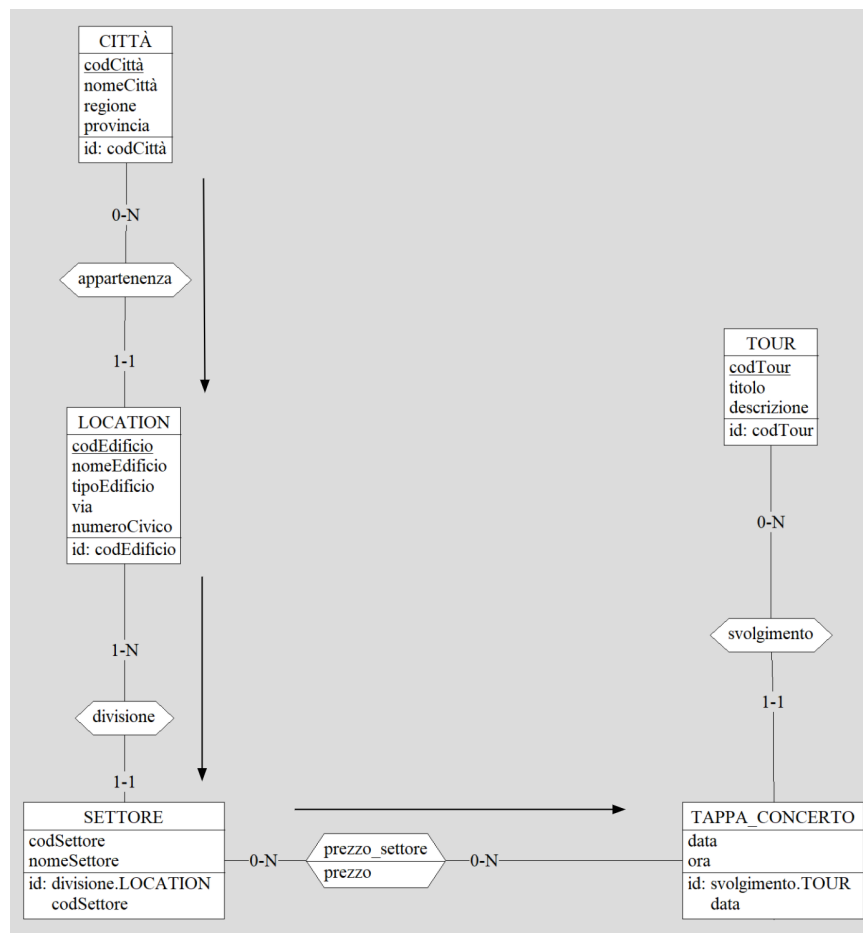 CITTÀ
codCittà
nomeCittà
regione
provincia
id: codCittà
0-N
appartenenza
1-1
LOCATION
codEdificio
nomeEdificio
tipoEdificio
via
numeroCivico
id: codEdificio
1-N
divisione
1-1
SETTORE
codSettore
nomeSettore
id: divisione.LOCATION
codSettore
0-N
prezzo_settore
prezzo
0-N
TOUR
codTour
titolo
descrizione
id: codTour
0-N
svolgimento
1-1
TAPPA_CONCERTO
data
ora
id: svolgimento.TOUR
data